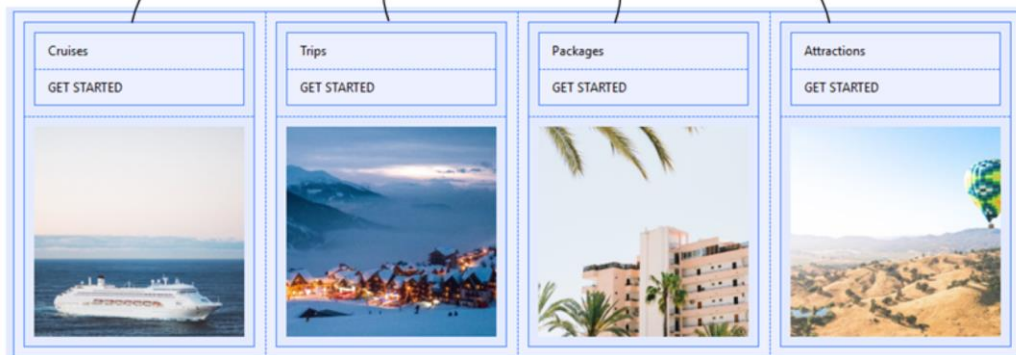 Cruises
GET STARTED
Trips
GET STARTED
Packages
GET STARTED
Attractions
GET STARTED